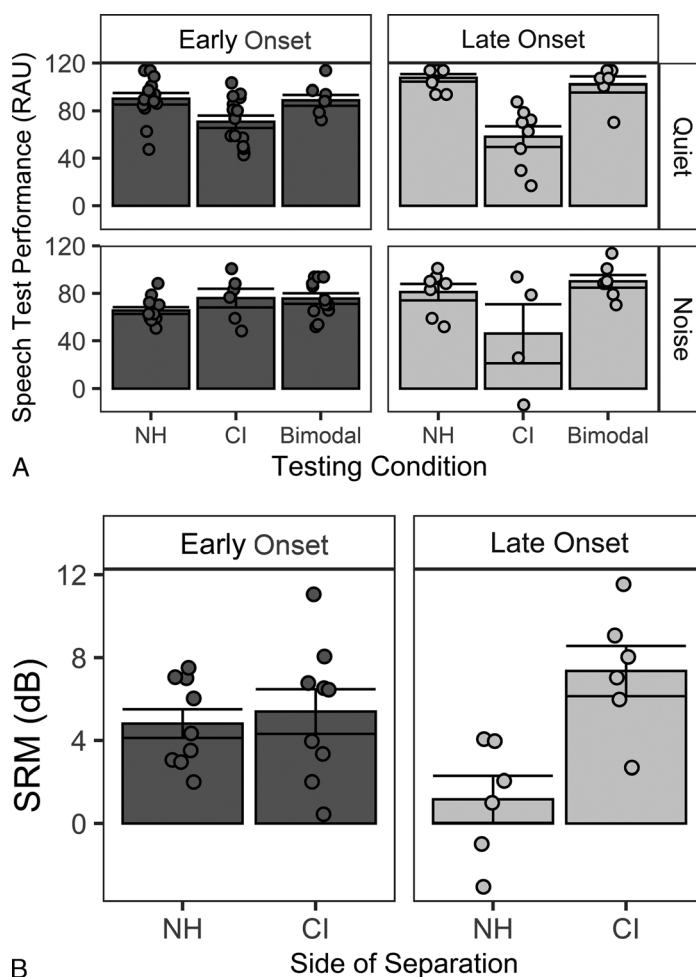 Early Onset
Late Onset
Speech Test Performance (RAU)
120
80
40
0
Quiet
120
80
40
0
Noise
NH
CI
Bimodal
NH
CI
Bimodal
A
Testing Condition
Early Onset
Late Onset
SRM (dB)
12
8
4
0
NH
CI
NH
CI
B
Side of Separation